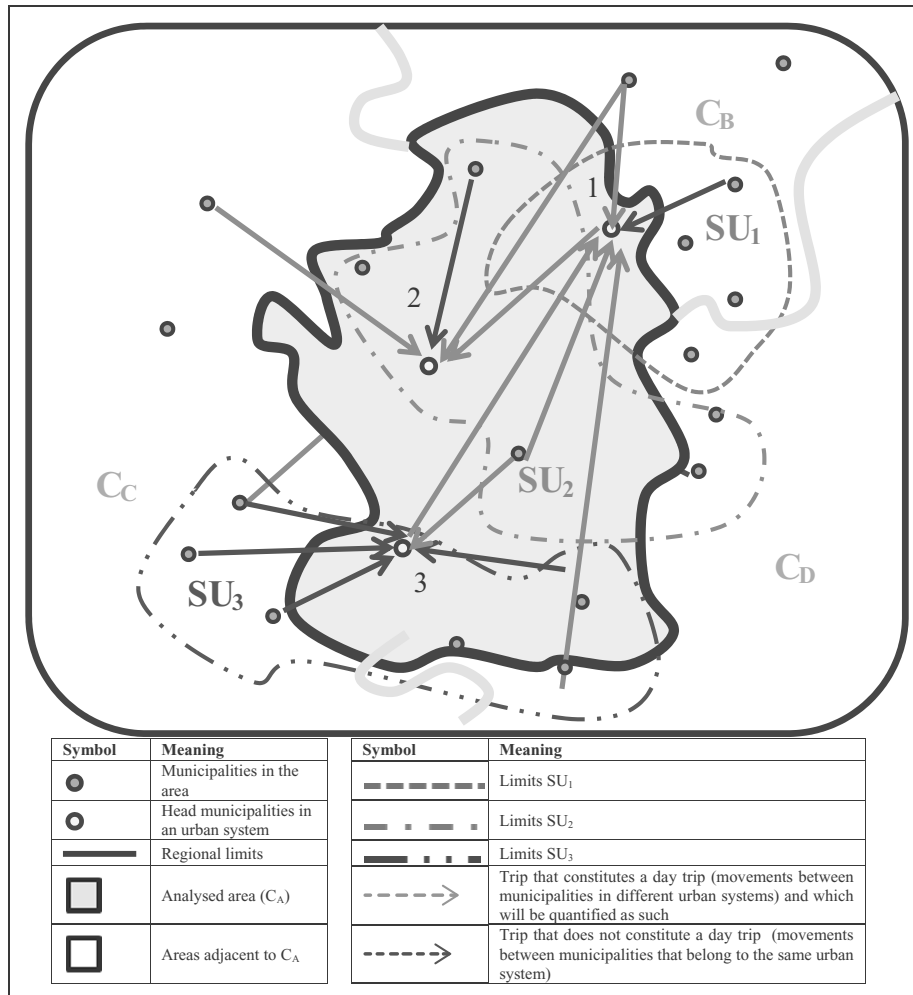 C_B
1
SU₁
2
C_C
SU₂
C_D
SU₃
3
Symbol Meaning Symbol Meaning
Municipalities in the
area
Limits SU₁
Head municipalities in
an urban system
Limits SU₂
Regional limits
Limits SU₃
Analysed area (C_A)
Trip that constitutes a day trip (movements between
municipalities in different urban systems) and which
will be quantified as such
Areas adjacent to C_A
Trip that does not constitute a day trip (movements
between municipalities that belong to the same urban
system)